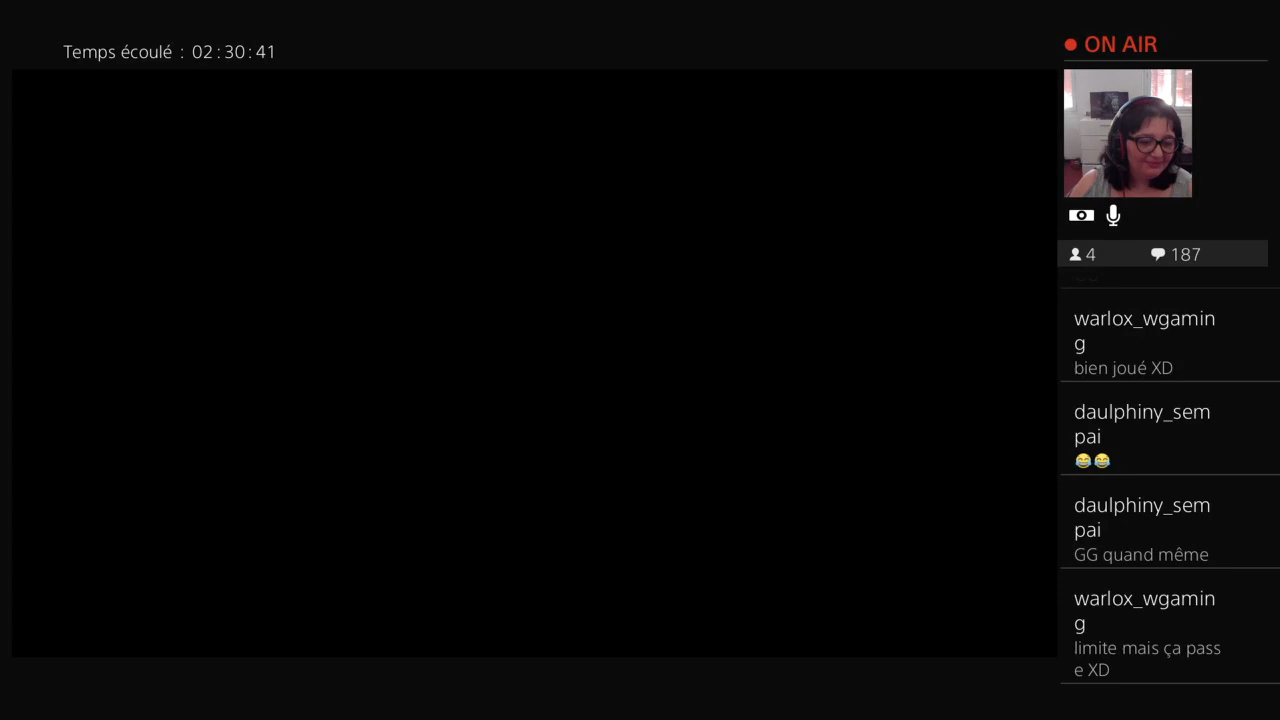 Temps écoulé : 02:30:41
ON AIR
4 187
warlox_wgamin
g
bien joué XD
daulphiny_sem
pai
😂😂
daulphiny_sem
pai
GG quand même
warlox_wgamin
g
limite mais ça pass
e XD